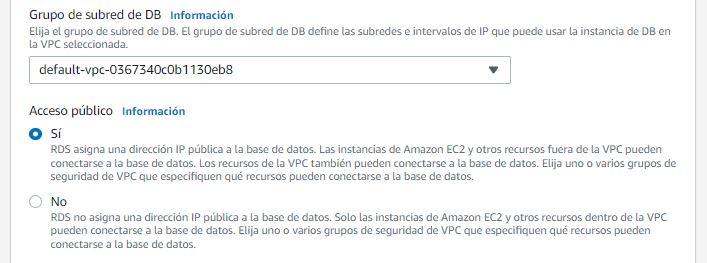 Grupo de subred de DB Información
Elija el grupo de subred de DB. El grupo de subred de DB define las subredes e intervalos de IP que puede usar la instancia de DB en
la VPC seleccionada.
default-vpc-0367340c0b1130eb8
Acceso público Información
Sí
RDS asigna una dirección IP pública a la base de datos. Las instancias de Amazon EC2 y otros recursos fuera de la VPC pueden
conectarse a la base de datos. Los recursos de la VPC también pueden conectarse a la base de datos. Elija uno o varios grupos de
seguridad de VPC que especifiquen qué recursos pueden conectarse a la base de datos.
No
RDS no asigna una dirección IP pública a la base de datos. Solo las instancias de Amazon EC2 y otros recursos dentro de la VPC
pueden conectarse a la base de datos. Elija uno o varios grupos de seguridad de VPC que especifiquen qué recursos pueden
conectarse a la base de datos.